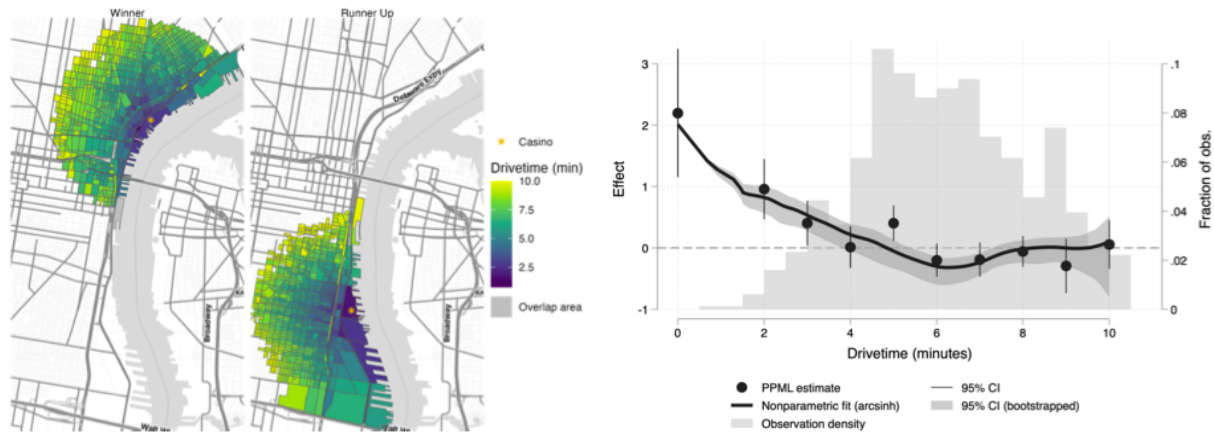 Winner
Runner Up
Delaware Expy
Broadway
Broadway
Casino
Drivetime (min)
10.0
7.5
5.0
2.5
Overlap area
3
2
1
0
-1
Effect
.1
.08
.06
.04
.02
0
Fraction of obs.
0
2
4
6
8
10
Drivetime (minutes)
PPML estimate
95% CI
Nonparametric fit (arcsinh)
95% CI (bootstrapped)
Observation density